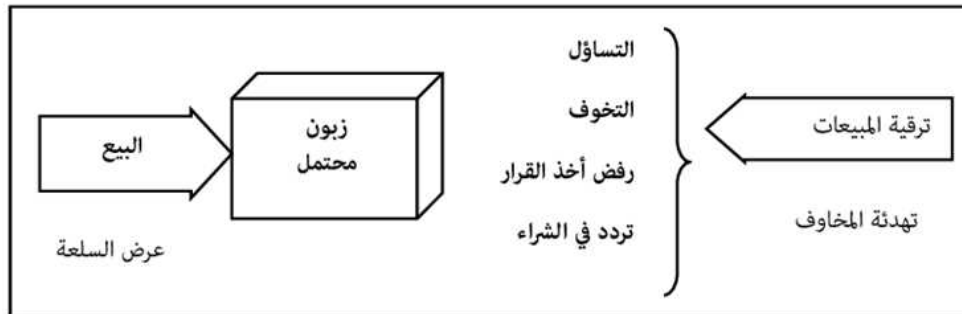 ترقية المبيعات
تهدئة المخاوف
التساؤل
التخوف
رفض أخذ القرار
تردد في الشراء
زبون
محتمل
البيع
عرض السلعة